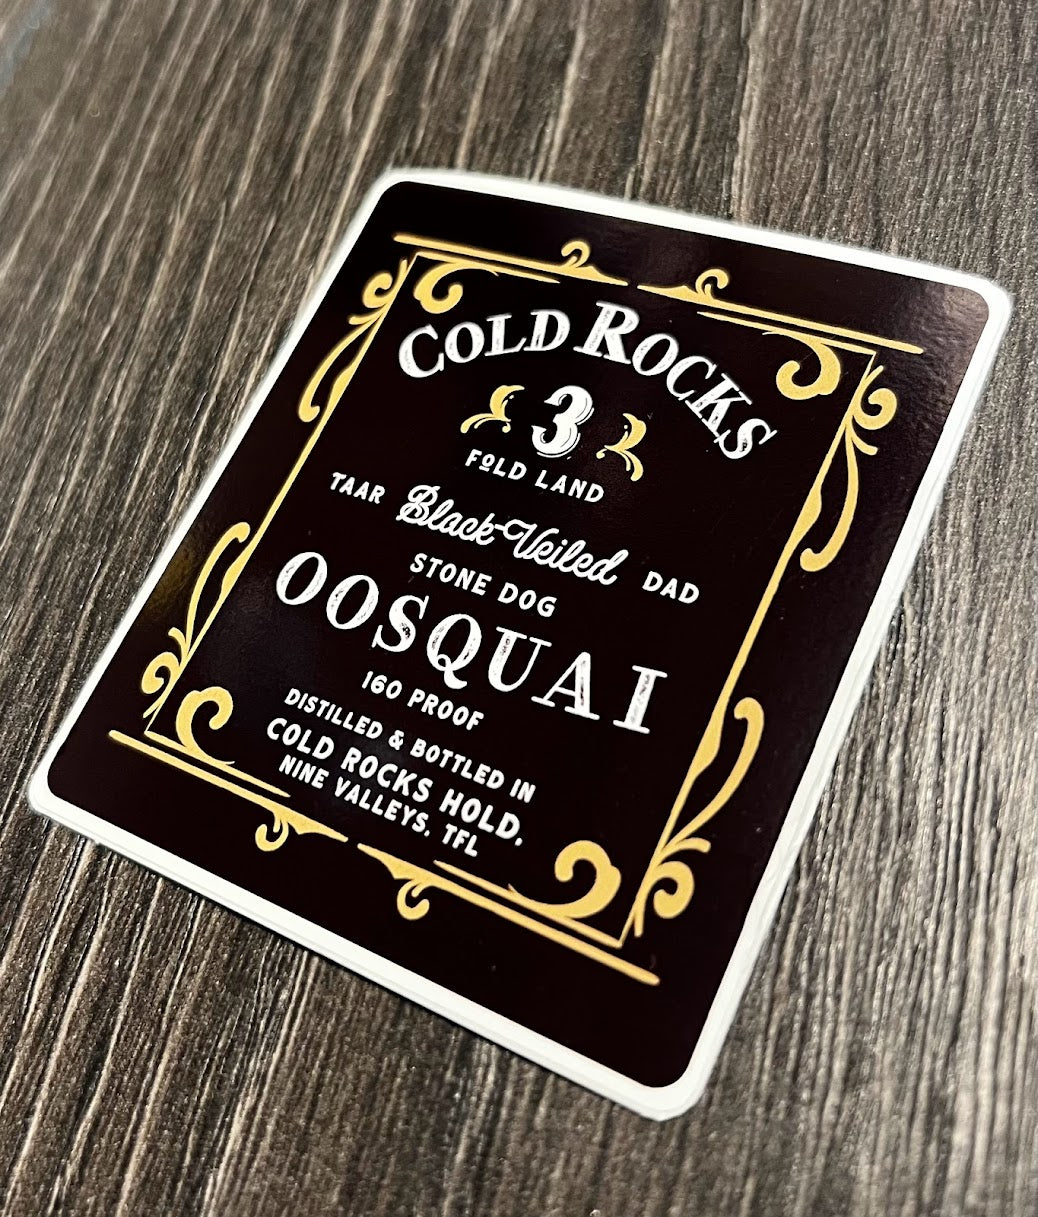 COLD ROCKS
3
FOLD LAND
TAAR Black-Veiled DAD
STONE DOG
OOSQUAI
160 PROOF
DISTILLED & BOTTLED IN
COLD ROCKS HOLD,
NINE VALLEYS, TFL